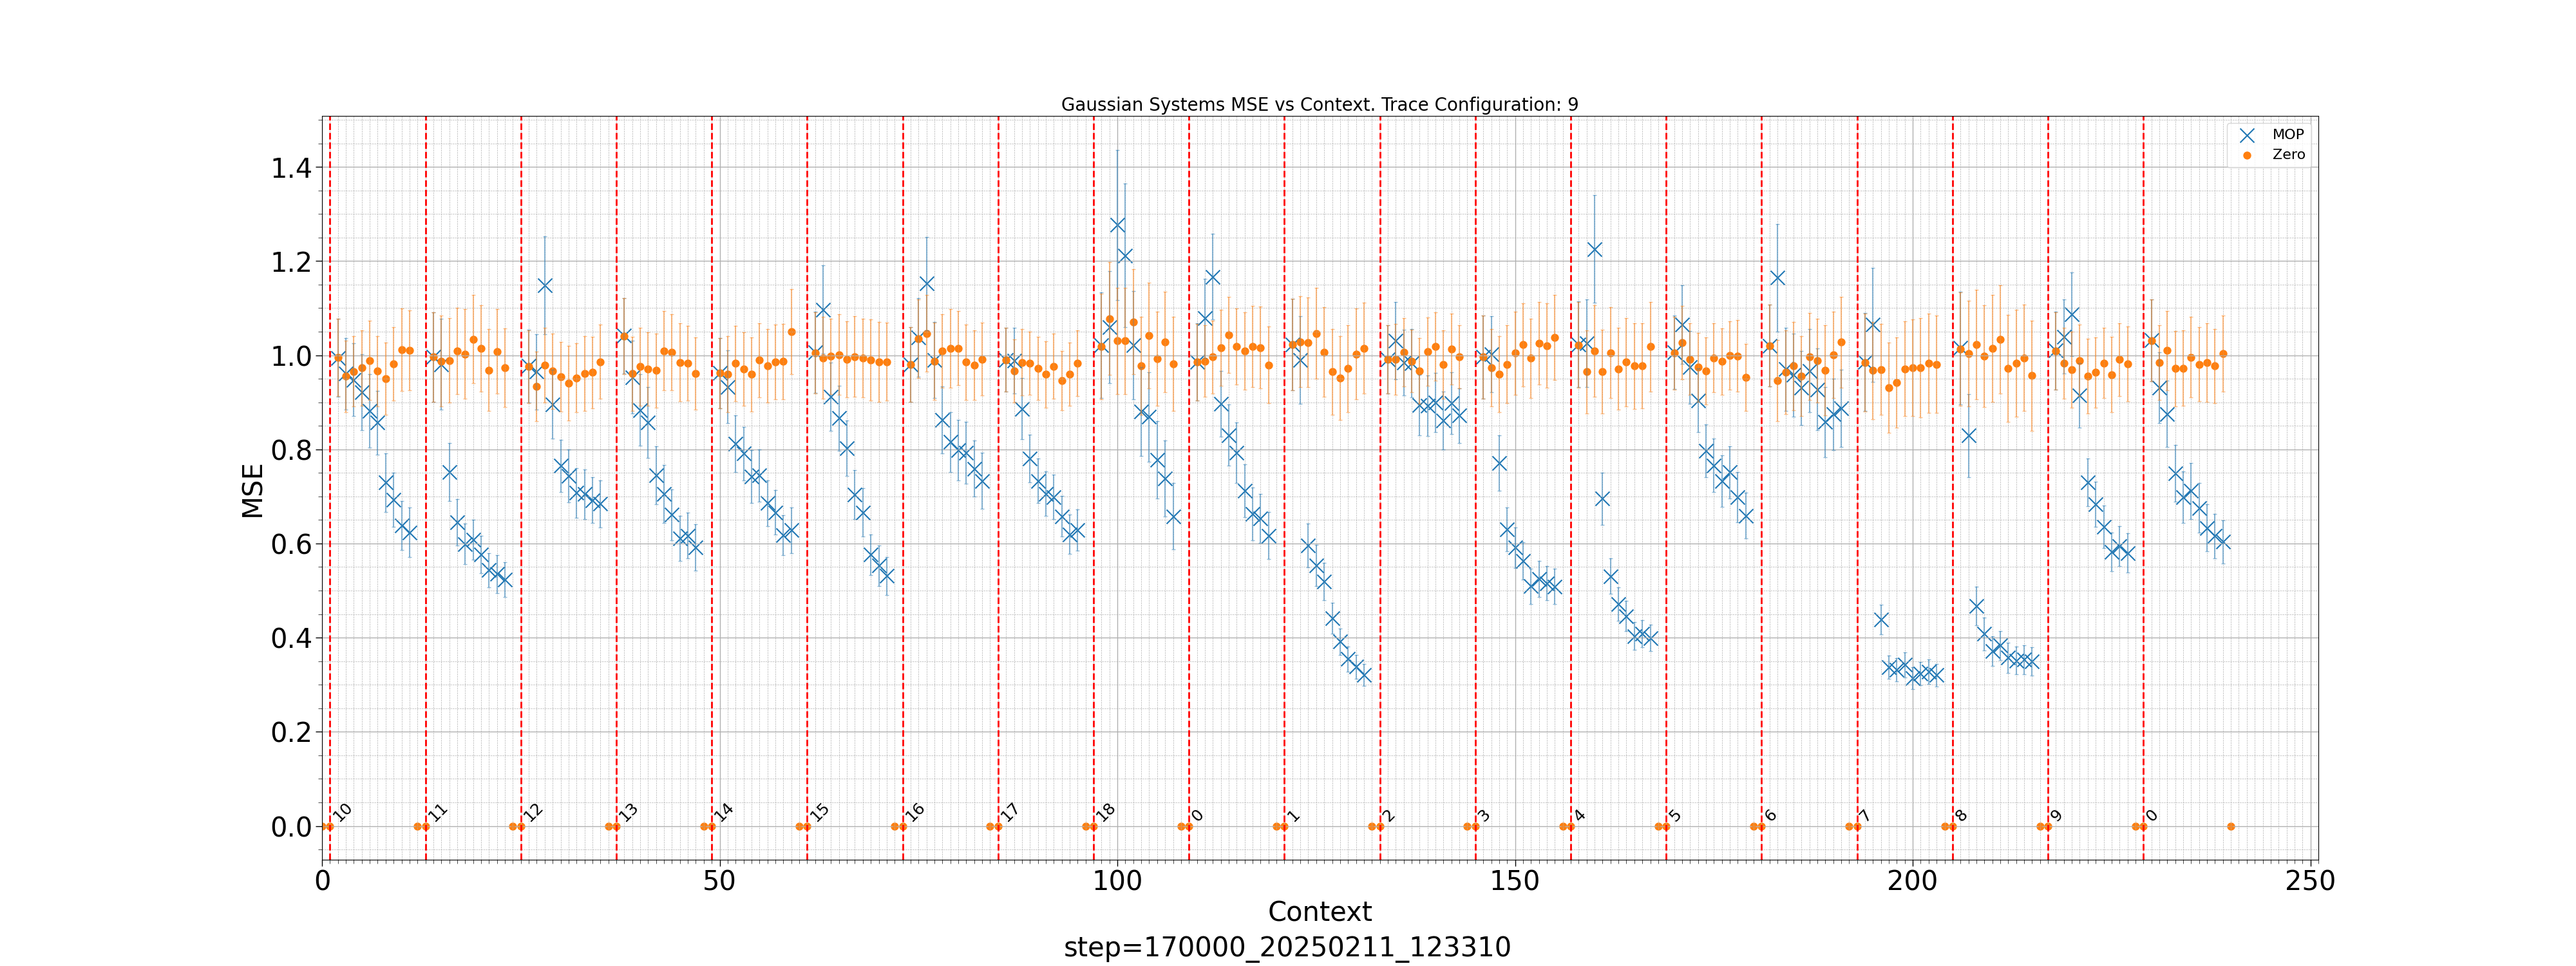 Gaussian Systems MSE vs Context. Trace Configuration: 9
MOP
Zero
MSE
1.4
1.2
1.0
0.8
0.6
0.4
0.2
0.0
10 11 12 13 14 15 16 17 18 0 1 2 3 4 5 6 7 8 9 0
0 50 100 150 200 250
Context
step=170000_20250211_123310